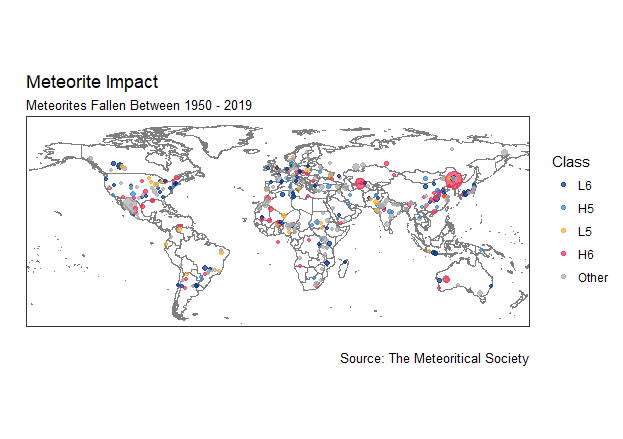 Meteorite Impact
Meteorites Fallen Between 1950 - 2019
Class
L6
H5
L5
H6
Other
Source: The Meteoritical Society